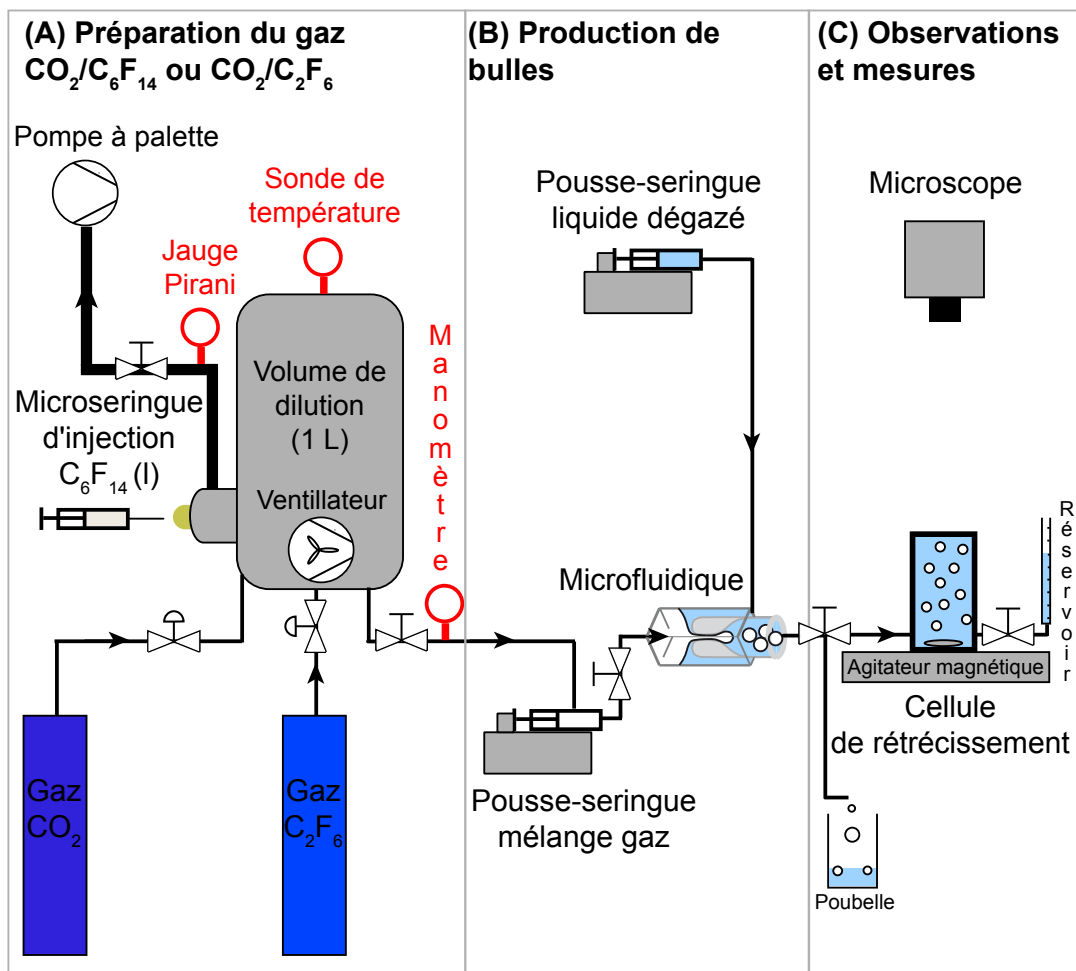 (A) Préparation du gaz
CO₂/C₆F₁₄ ou CO₂/C₂F₆
Pompe à palette
Sonde de
température
Jauge
Pirani
Manomètre
Volume de
dilution
(1 L)
Microseringue
d'injection
C₆F₁₄ (l)
Ventillateur
Gaz
CO₂
Gaz
C₂F₆
(B) Production de
bulles
Pousse-seringue
liquide dégazé
Microfluidique
Pousse-seringue
mélange gaz
(C) Observations
et mesures
Microscope
Réservoir
Agitateur magnétique
Cellule
de rétrécissement
Poubelle